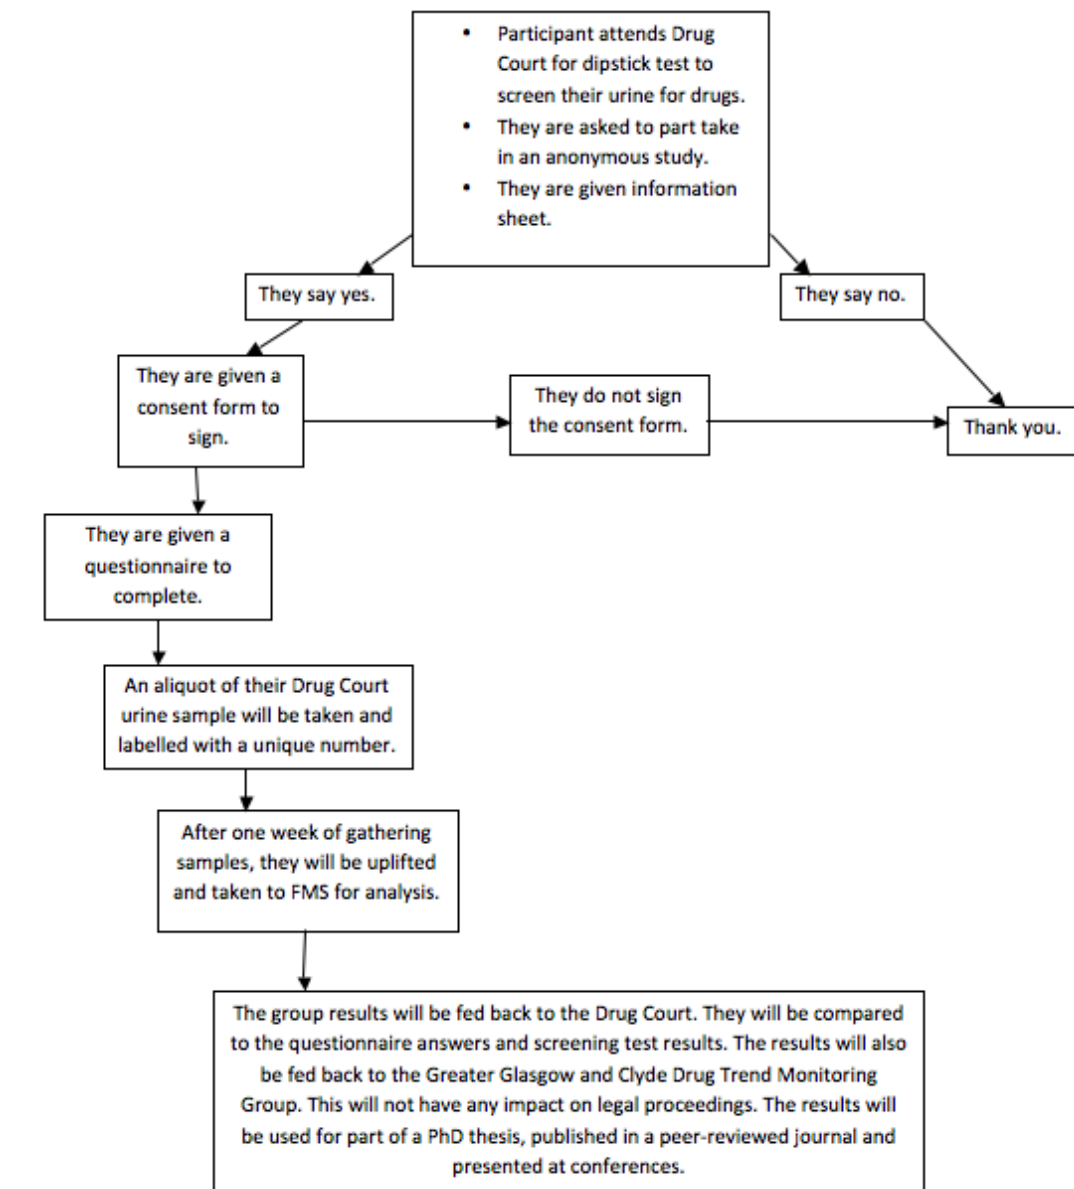 • Participant attends Drug
Court for dipstick test to
screen their urine for drugs.
• They are asked to part take
in an anonymous study.
• They are given information
sheet.
They say yes.
They say no.
They are given a
consent form to
sign.
They do not sign
the consent form.
Thank you.
They are given a
questionnaire to
complete.
An aliquot of their Drug Court
urine sample will be taken and
labelled with a unique number.
After one week of gathering
samples, they will be uplifted
and taken to FMS for analysis.
The group results will be fed back to the Drug Court. They will be compared
to the questionnaire answers and screening test results. The results will also
be fed back to the Greater Glasgow and Clyde Drug Trend Monitoring
Group. This will not have any impact on legal proceedings. The results will
be used for part of a PhD thesis, published in a peer-reviewed journal and
presented at conferences.